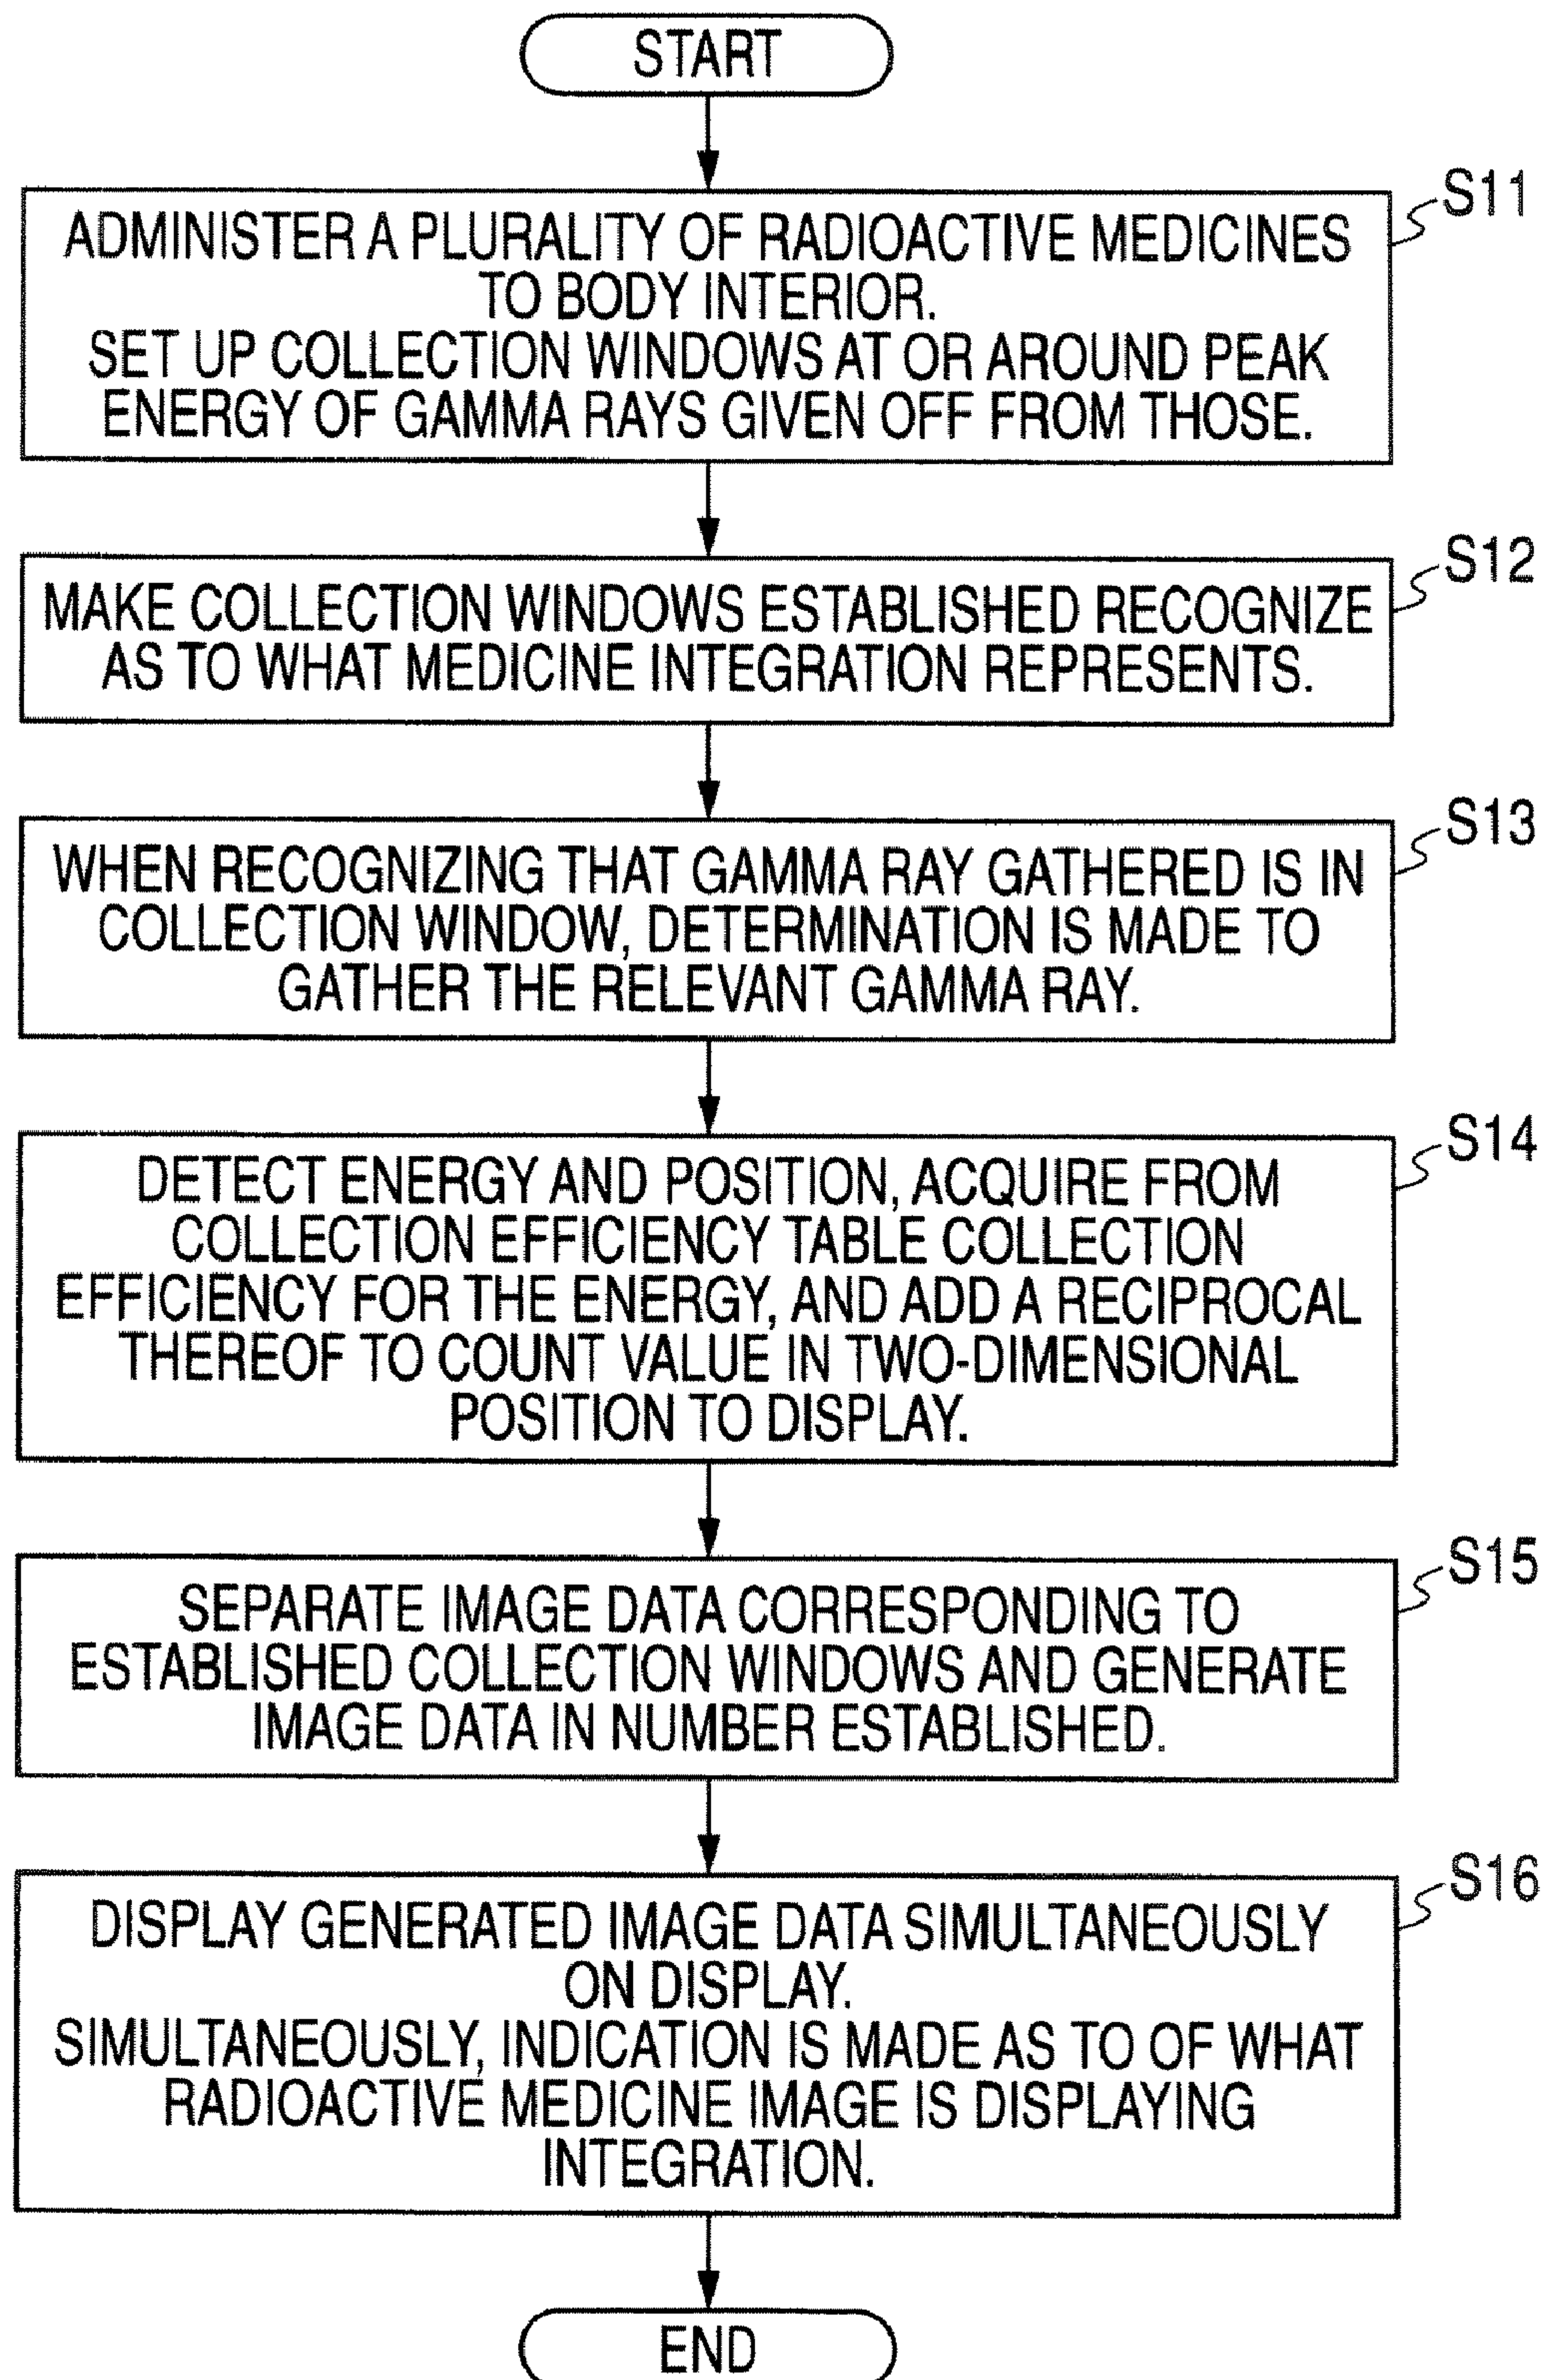 START
S11
ADMINISTER A PLURALITY OF RADIOACTIVE MEDICINES
TO BODY INTERIOR.
SET UP COLLECTION WINDOWS AT OR AROUND PEAK
ENERGY OF GAMMA RAYS GIVEN OFF FROM THOSE.
S12
MAKE COLLECTION WINDOWS ESTABLISHED RECOGNIZE
AS TO WHAT MEDICINE INTEGRATION REPRESENTS.
S13
WHEN RECOGNIZING THAT GAMMA RAY GATHERED IS IN
COLLECTION WINDOW, DETERMINATION IS MADE TO
GATHER THE RELEVANT GAMMA RAY.
S14
DETECT ENERGY AND POSITION, ACQUIRE FROM
COLLECTION EFFICIENCY TABLE COLLECTION
EFFICIENCY FOR THE ENERGY, AND ADD A RECIPROCAL
THEREOF TO COUNT VALUE IN TWO-DIMENSIONAL
POSITION TO DISPLAY.
S15
SEPARATE IMAGE DATA CORRESPONDING TO
ESTABLISHED COLLECTION WINDOWS AND GENERATE
IMAGE DATA IN NUMBER ESTABLISHED.
S16
DISPLAY GENERATED IMAGE DATA SIMULTANEOUSLY
ON DISPLAY.
SIMULTANEOUSLY, INDICATION IS MADE AS TO OF WHAT
RADIOACTIVE MEDICINE IMAGE IS DISPLAYING
INTEGRATION.
END